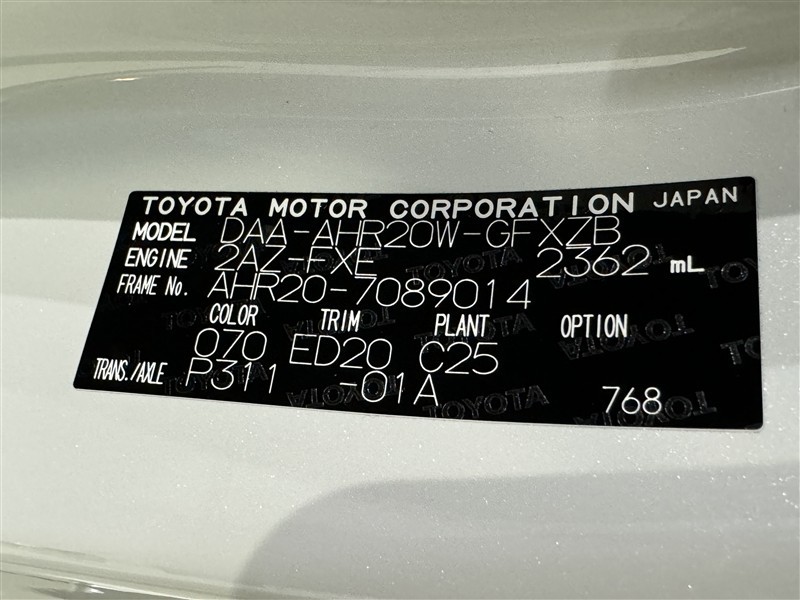 TOYOTA MOTOR CORPORATION JAPAN
MODEL DAA-AHR20W-GFXZB
ENGINE 2AZ-FXE 2362 mL
FRAME No. AHR20-7089014
COLOR TRIM PLANT OPTION
070 ED20 C25
TRANS./AXLE P311 -01A
768